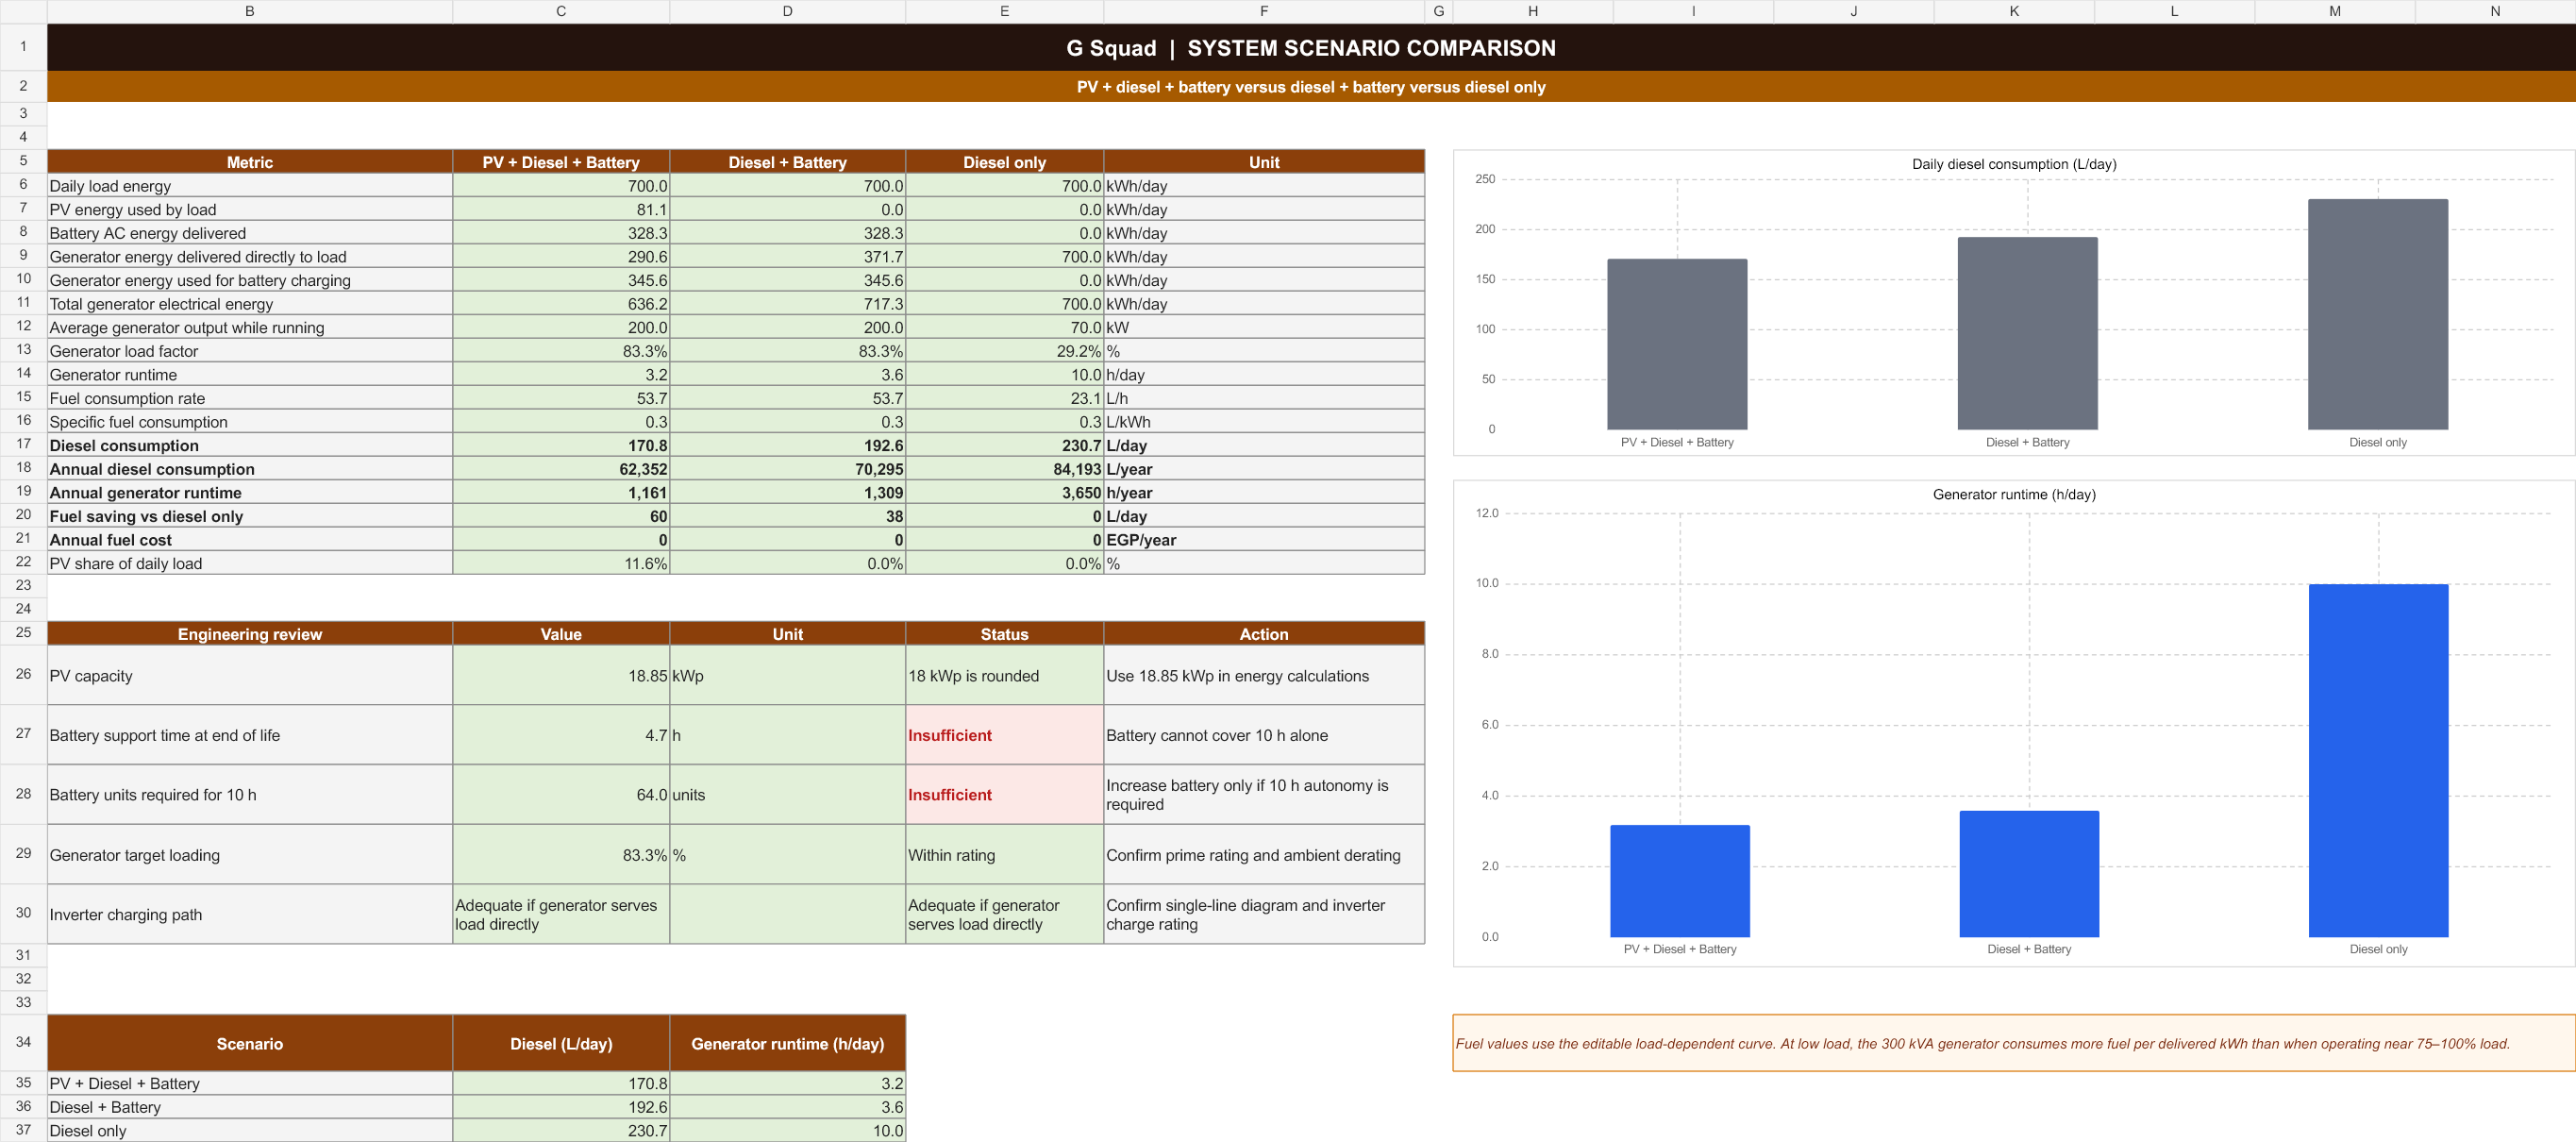 B C D E F G H I J K L M N
1 G Squad | SYSTEM SCENARIO COMPARISON
2 PV + diesel + battery versus diesel + battery versus diesel only
3
4
5 Metric PV + Diesel + Battery Diesel + Battery Diesel only Unit
6 Daily load energy 700.0 700.0 700.0 kWh/day
7 PV energy used by load 81.1 0.0 0.0 kWh/day
8 Battery AC energy delivered 328.3 328.3 0.0 kWh/day
9 Generator energy delivered directly to load 290.6 371.7 700.0 kWh/day
10 Generator energy used for battery charging 345.6 345.6 0.0 kWh/day
11 Total generator electrical energy 636.2 717.3 700.0 kWh/day
12 Average generator output while running 200.0 200.0 70.0 kW
13 Generator load factor 83.3% 83.3% 29.2% %
14 Generator runtime 3.2 3.6 10.0 h/day
15 Fuel consumption rate 53.7 53.7 23.1 L/h
16 Specific fuel consumption 0.3 0.3 0.3 L/kWh
17 Diesel consumption 170.8 192.6 230.7 L/day
18 Annual diesel consumption 62,352 70,295 84,193 L/year
19 Annual generator runtime 1,161 1,309 3,650 h/year
20 Fuel saving vs diesel only 60 38 0 L/day
21 Annual fuel cost 0 0 0 EGP/year
22 PV share of daily load 11.6% 0.0% 0.0% %
23
24
25 Engineering review Value Unit Status Action
26 PV capacity 18.85 kWp 18 kWp is rounded Use 18.85 kWp in energy calculations
27 Battery support time at end of life 4.7 h Insufficient Battery cannot cover 10 h alone
28 Battery units required for 10 h 64.0 units Insufficient Increase battery only if 10 h autonomy is
required
29 Generator target loading 83.3% % Within rating Confirm prime rating and ambient derating
30 Inverter charging path Adequate if generator serves Adequate if generator Confirm single-line diagram and inverter
load directly serves load directly charge rating
31
32
33
34 Scenario Diesel (L/day) Generator runtime (h/day)
35 PV + Diesel + Battery 170.8 3.2
36 Diesel + Battery 192.6 3.6
37 Diesel only 230.7 10.0
Daily diesel consumption (L/day)
250
200
150
100
50
0
PV + Diesel + Battery Diesel + Battery Diesel only
Generator runtime (h/day)
12.0
10.0
8.0
6.0
4.0
2.0
0.0
PV + Diesel + Battery Diesel + Battery Diesel only
Fuel values use the editable load-dependent curve. At low load, the 300 kVA generator consumes more fuel per delivered kWh than when operating near 75–100% load.